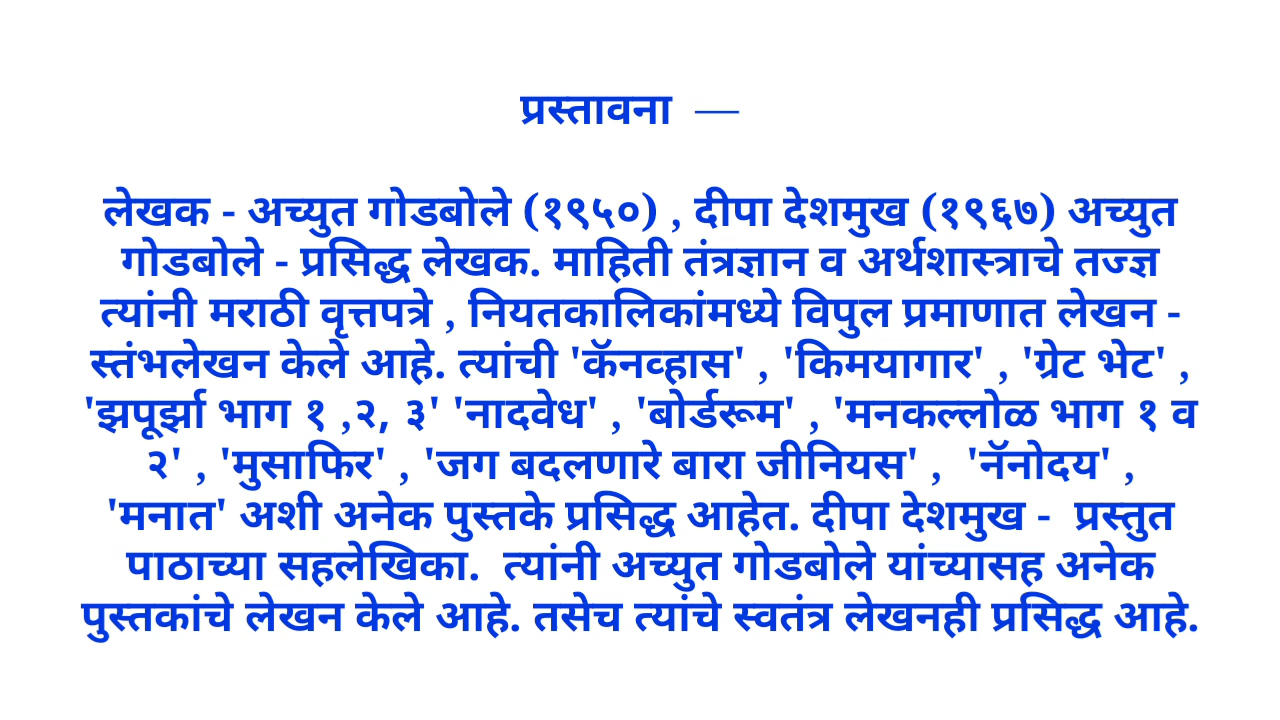 प्रस्तावना —
लेखक - अच्युत गोडबोले (१९५०) , दीपा देशमुख (१९६७) अच्युत
गोडबोले - प्रसिद्ध लेखक. माहिती तंत्रज्ञान व अर्थशास्त्राचे तज्ज्ञ
त्यांनी मराठी वृत्तपत्रे , नियतकालिकांमध्ये विपुल प्रमाणात लेखन -
स्तंभलेखन केले आहे. त्यांची 'कॅनव्हास' , 'किमयागार' , 'ग्रेट भेट' ,
'झपूर्झा भाग १ ,२, ३' 'नादवेध' , 'बोर्डरूम' , 'मनकल्लोळ भाग १ व
२' , 'मुसाफिर' , 'जग बदलणारे बारा जीनियस' , 'नॅनोदय' ,
'मनात' अशी अनेक पुस्तके प्रसिद्ध आहेत. दीपा देशमुख - प्रस्तुत
पाठाच्या सहलेखिका. त्यांनी अच्युत गोडबोले यांच्यासह अनेक
पुस्तकांचे लेखन केले आहे. तसेच त्यांचे स्वतंत्र लेखनही प्रसिद्ध आहे.